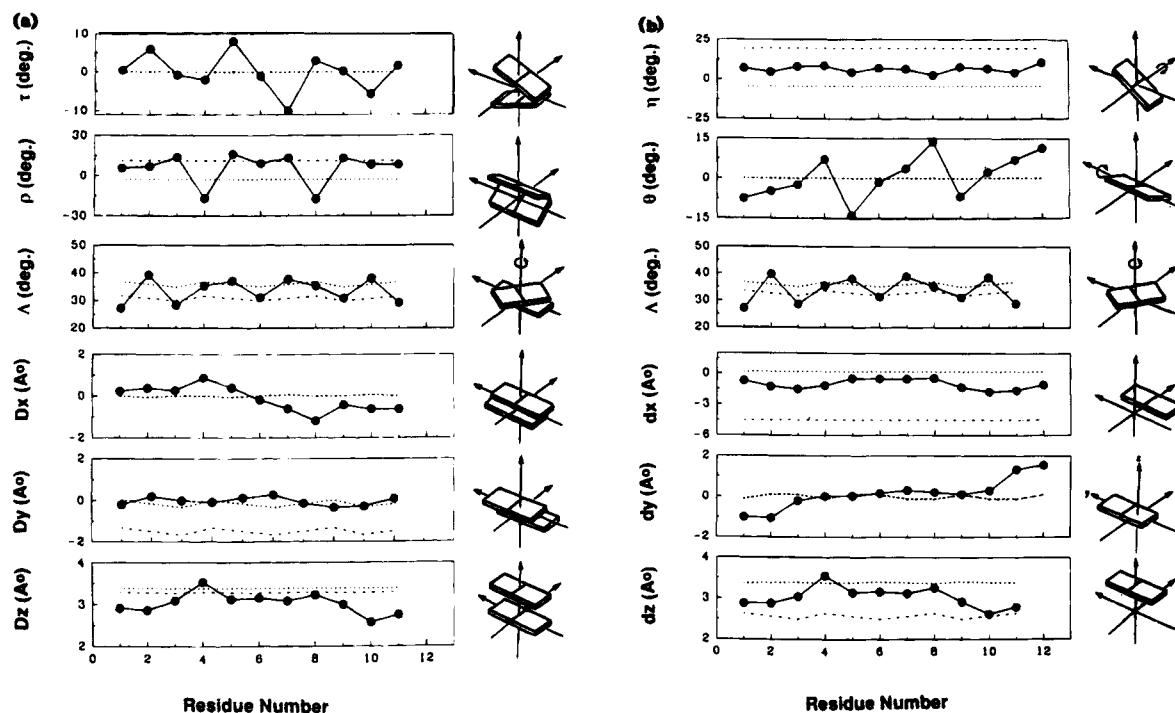 τ (deg.)
10
0
-10
ρ (deg.)
30
0
-30
Λ (deg.)
50
40
30
20
Dx (Aº)
2
0
-2
Dy (Aº)
2
0
-2
Dz (Aº)
4
3
2
0 2 4 6 8 10 12
Residue Number
η (deg.)
25
0
-25
θ (deg.)
15
0
-15
Λ (deg.)
50
40
30
20
dx (Aº)
0
-3
-6
dy (Aº)
2
0
-2
dz (Aº)
4
3
2
0 2 4 6 8 10 12
Residue Number